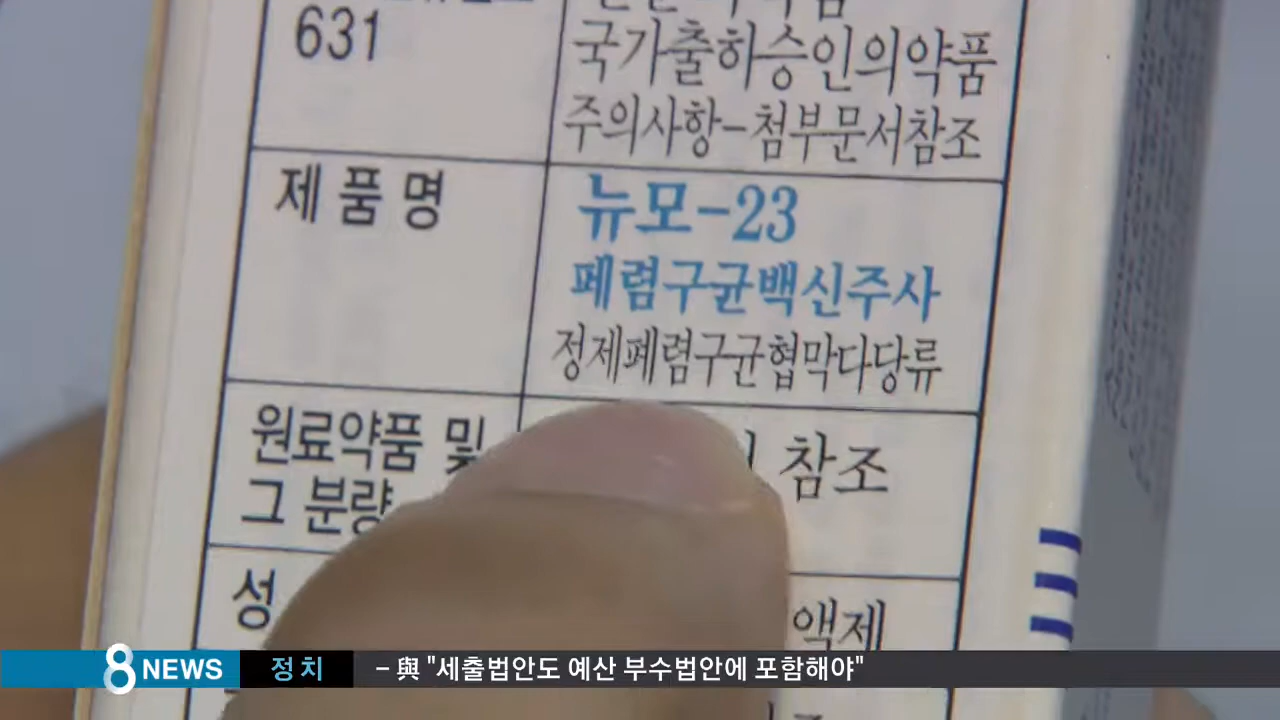 631
국가출하승인의약품
주의사항-첨부문서참조
제품명
뉴모-23
폐렴구균백신주사
정제폐렴구균협막다당류
원료약품 및
그 분량
참조
성
액제
8 NEWS
정치
- 與 "세출법안도 예산 부수법안에 포함해야"